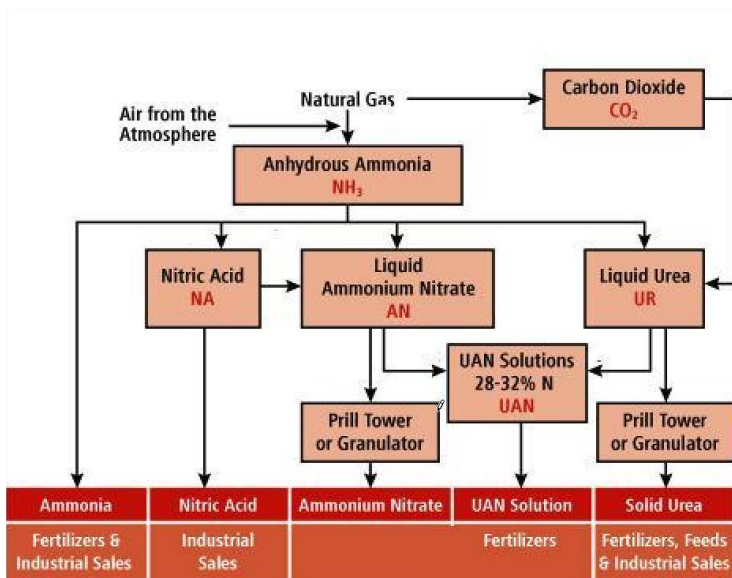 Carbon Dioxide
CO₂
Natural Gas
Air from the
Atmosphere
Anhydrous Ammonia
NH₃
Nitric Acid
NA
Liquid
Ammonium Nitrate
AN
Liquid Urea
UR
UAN Solutions
28-32% N
UAN
Prill Tower
or Granulator
Prill Tower
or Granulator
Ammonia
Nitric Acid
Ammonium Nitrate
UAN Solution
Solid Urea
Fertilizers &
Industrial Sales
Industrial
Sales
Fertilizers
Fertilizers, Feeds
& Industrial Sales